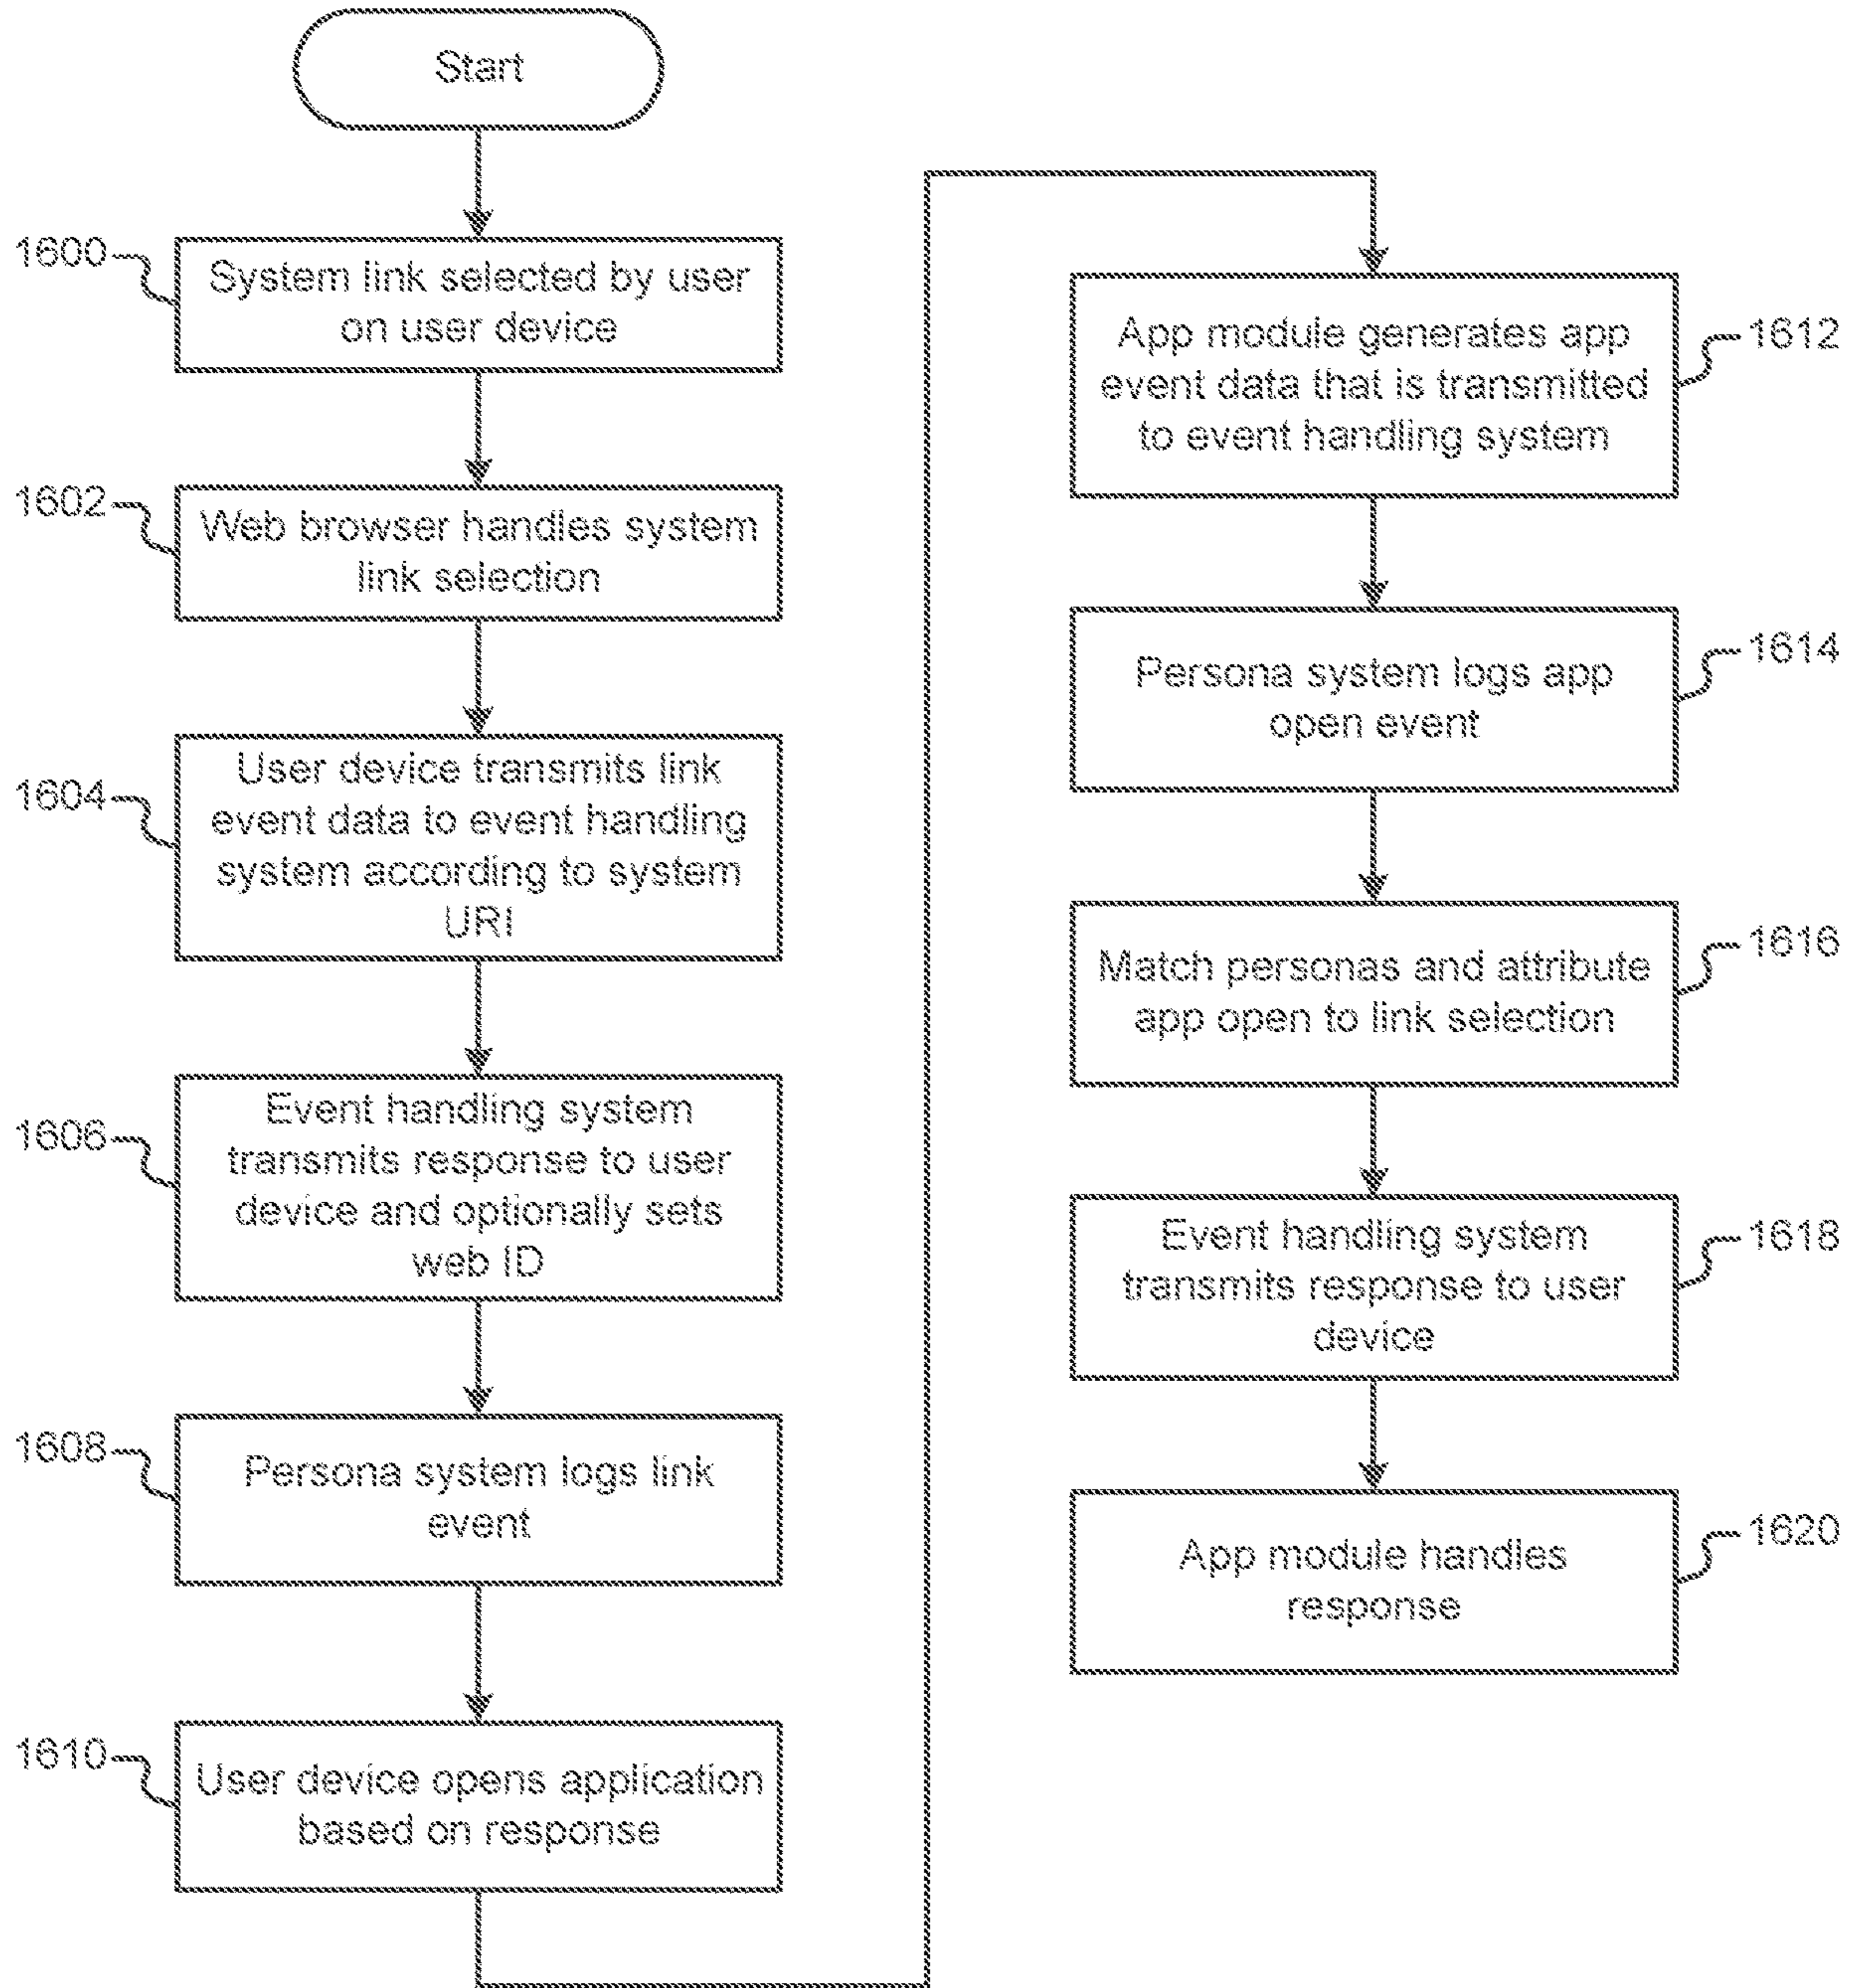 Start
1600
System link selected by user
on user device
1602
Web browser handles system
link selection
1604
User device transmits link
event data to event handling
system according to system
URI
1606
Event handling system
transmits response to user
device and optionally sets
web ID
1608
Persona system logs link
event
1610
User device opens application
based on response
1612
App module generates app
event data that is transmitted
to event handling system
1614
Persona system logs app
open event
1616
Match personas and attribute
app open to link selection
1618
Event handling system
transmits response to user
device
1620
App module handles
response